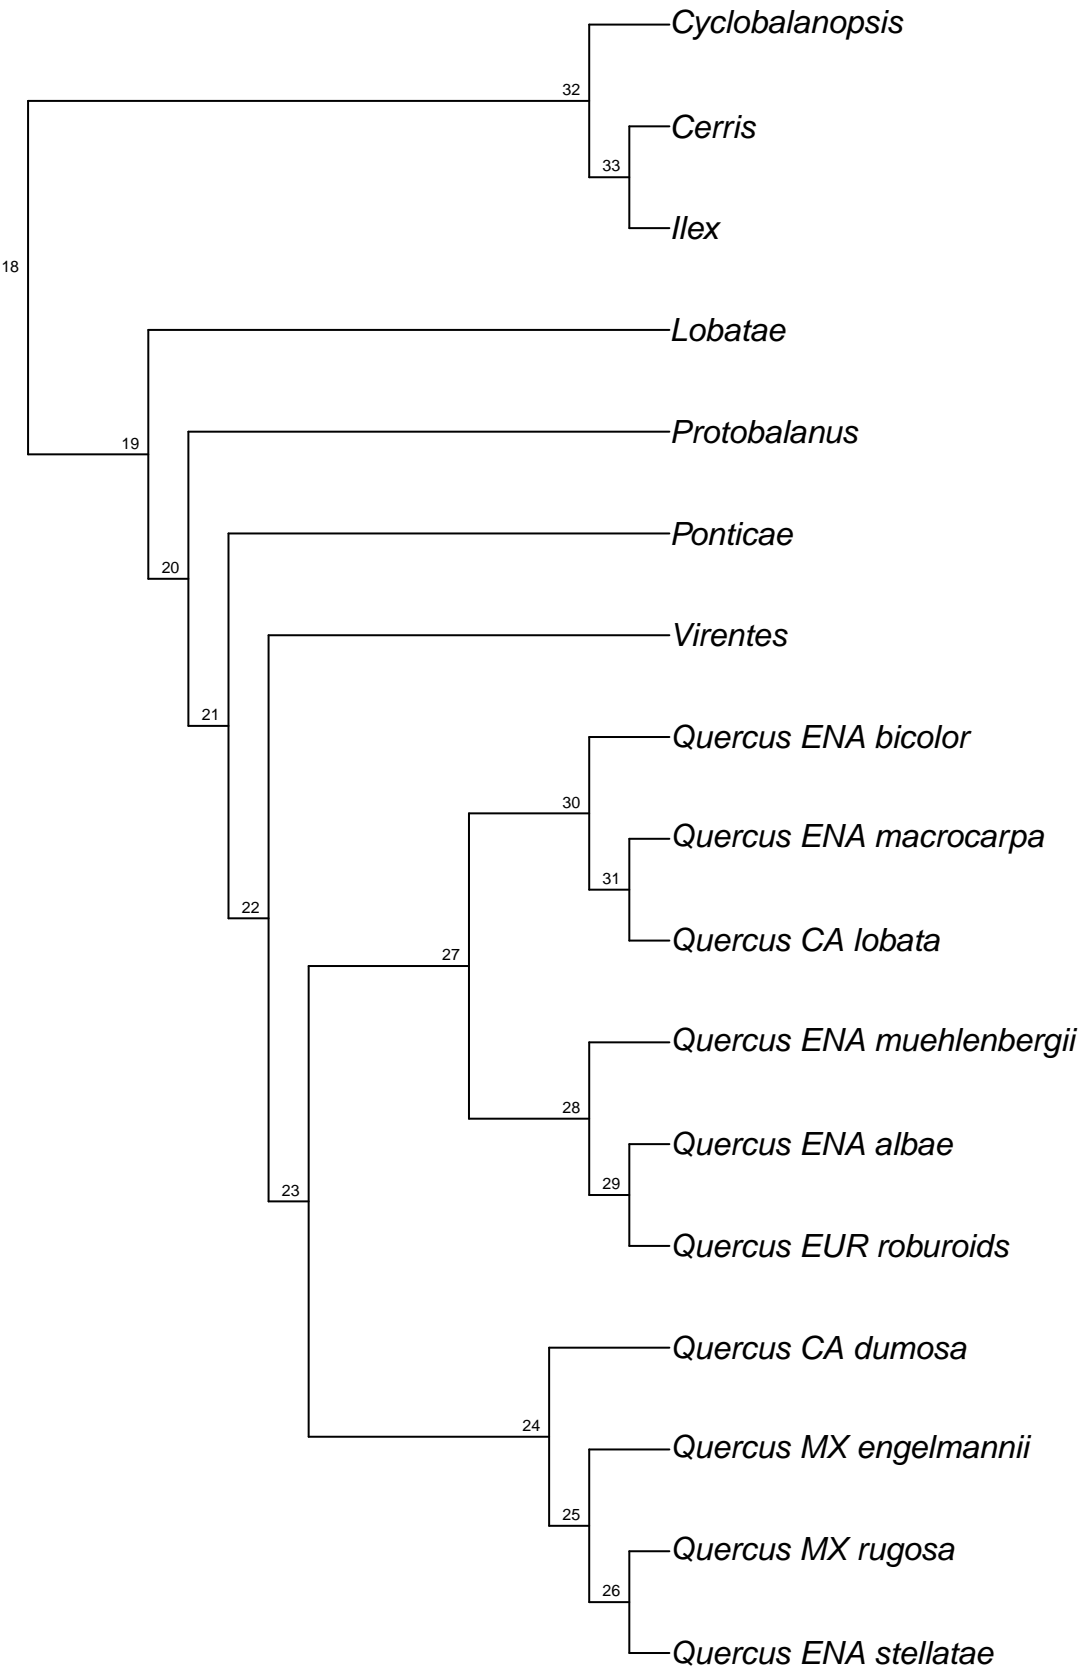 Cyclobalanopsis
32
Cerris
33
Ilex
18
Lobatae
Protobalanus
19
Ponticae
20
Virentes
21
Quercus ENA bicolor
30
Quercus ENA macrocarpa
31
22
Quercus CA lobata
27
Quercus ENA muehlenbergii
28
Quercus ENA albae
29
23
Quercus EUR roburoids
Quercus CA dumosa
24
Quercus MX engelmannii
25
Quercus MX rugosa
26
Quercus ENA stellatae